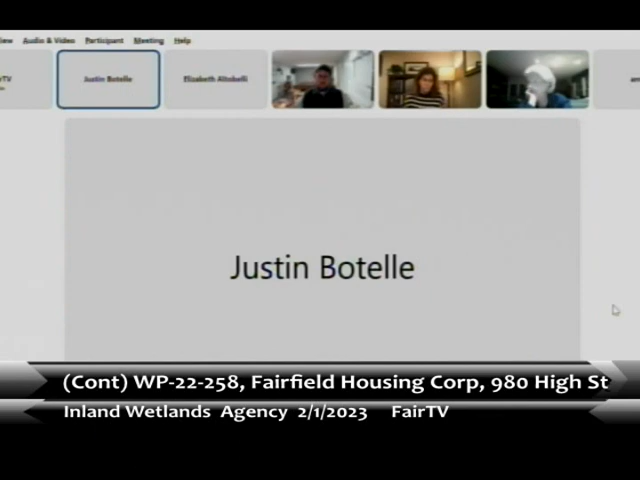 iew Audio & Video Participant Meeting Help
Justin Botelle Elizabeth Altobelli
Justin Botelle
(Cont) WP-22-258, Fairfield Housing Corp, 980 High St
Inland Wetlands Agency 2/1/2023 FairTV